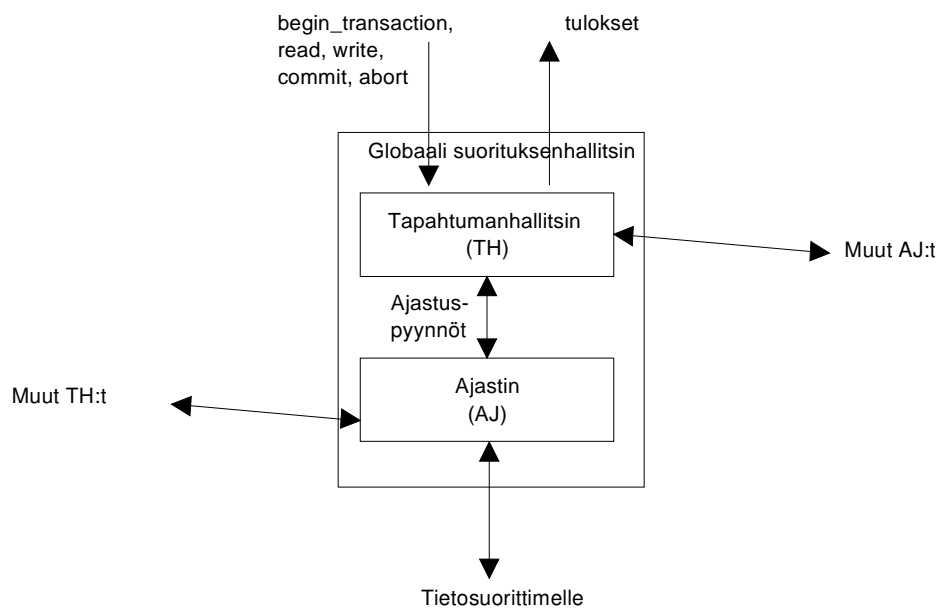 begin_transaction,
read, write,
commit, abort
tulokset
Globaali suorituksenhallitsin
Tapahtumanhallitsin
(TH)
Muut AJ:t
Ajastus-
pyynnöt
Ajastin
(AJ)
Muut TH:t
Tietosuorittimelle